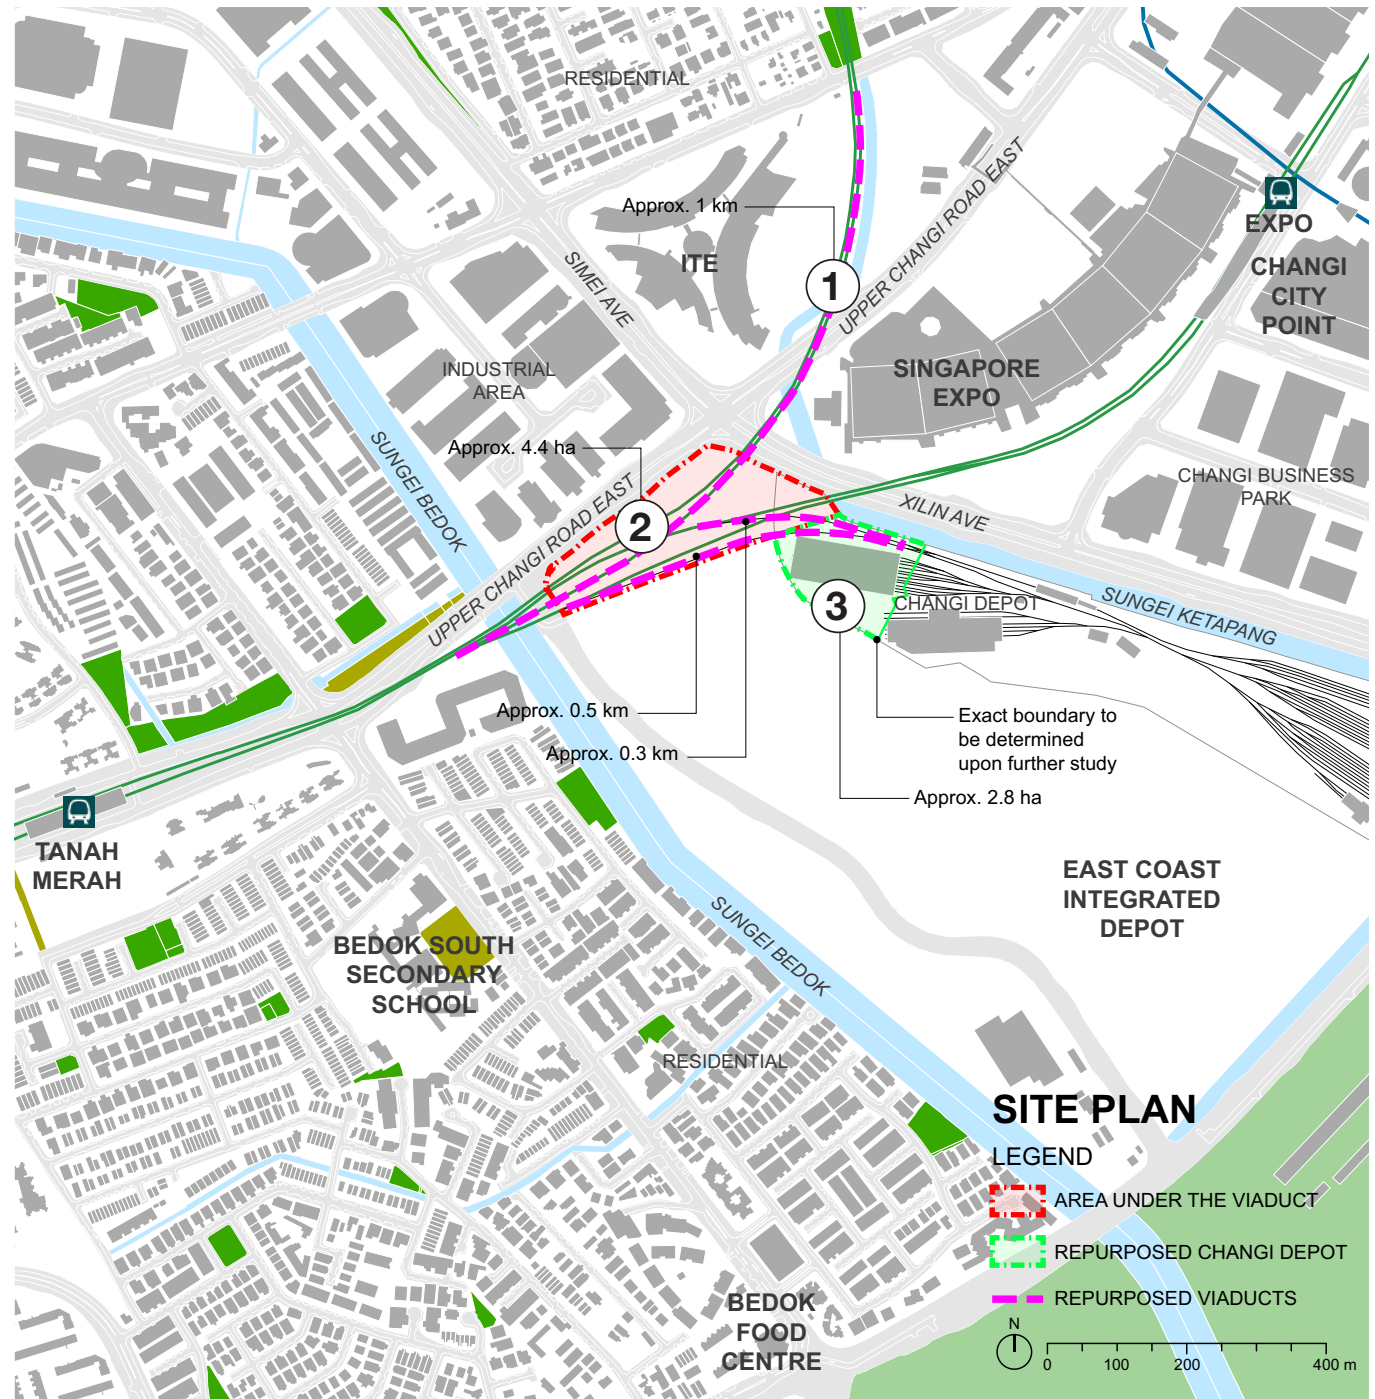 RESIDENTIAL
Approx. 1 km
ITE
SIMEI AVE
1
UPPER CHANGI ROAD EAST
EXPO
CHANGI
CITY
POINT
INDUSTRIAL
AREA
SINGAPORE
EXPO
SUNGEI BEDOK
Approx. 4.4 ha
UPPER CHANGI ROAD EAST
2
XILIN AVE
CHANGI BUSINESS
PARK
3
CHANGI DEPOT
SUNGEI KETAPANG
Approx. 0.5 km
Approx. 0.3 km
Exact boundary to
be determined
upon further study
Approx. 2.8 ha
TANAH
MERAH
EAST COAST
INTEGRATED
DEPOT
BEDOK SOUTH
SECONDARY
SCHOOL
SUNGEI BEDOK
RESIDENTIAL
BEDOK
FOOD
CENTRE
SITE PLAN
LEGEND
AREA UNDER THE VIADUCT
REPURPOSED CHANGI DEPOT
REPURPOSED VIADUCTS
N
0 100 200 400 m